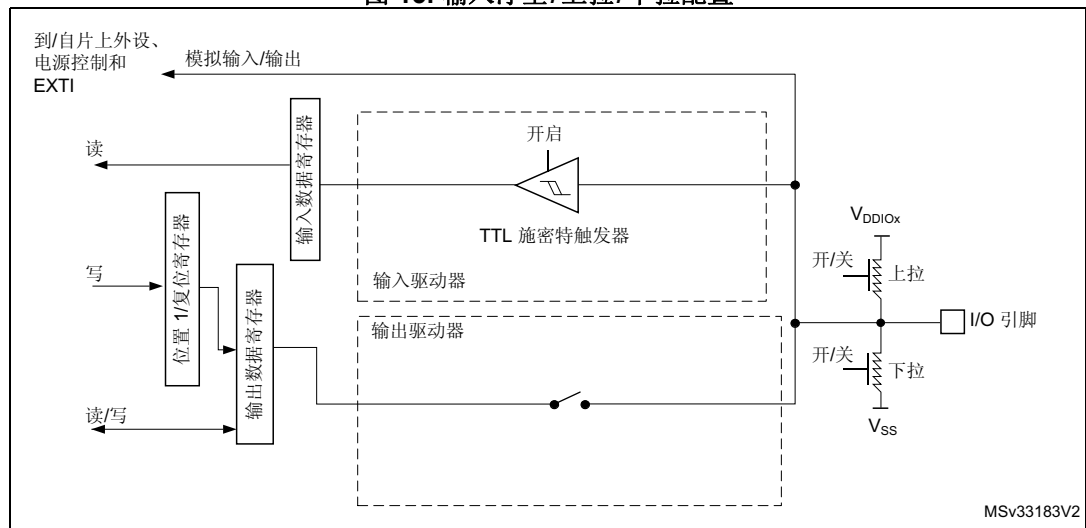 到/自片上外设、
电源控制和
EXTI
模拟输入/输出
读
写
读/写
输入数据寄存器
位置 1/复位寄存器
输出数据寄存器
开启
TTL 施密特触发器
输入驱动器
输出驱动器
VDDIOx
开/关
上拉
I/O 引脚
开/关
下拉
VSS
MSv33183V2